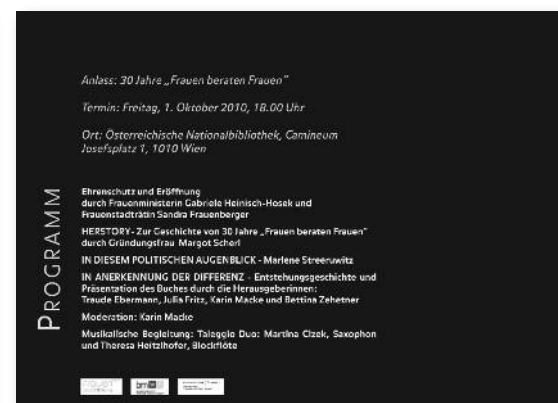 Anlass: 30 Jahre „Frauen beraten Frauen"
Termin: Freitag, 1. Oktober 2010, 18.00 Uhr
Ort: Österreichische Nationalbibliothek, Camineum
Josefsplatz 1, 1010 Wien
PROGRAMM
Ehrenschutz und Eröffnung
durch Frauenministerin Gabriele Heinisch-Hosek und
Frauenstadträtin Sandra Frauenberger
HERSTORY- Zur Geschichte von 30 Jahre „Frauen beraten Frauen"
durch Gründungsfrau Margot Scherl
IN DIESEM POLITISCHEN AUGENBLICK - Marlene Streeruwitz
IN ANERKENNUNG DER DIFFERENZ - Entstehungsgeschichte und
Präsentation des Buches durch die Herausgeberinnen:
Traude Ebermann, Julia Fritz, Karin Macke und Bettina Zehetner
Moderation: Karin Macke
Musikalische Begleitung: Taleggio Duo: Martina Cizek, Saxophon
und Theresa Heitzlhofer, Blockflöte